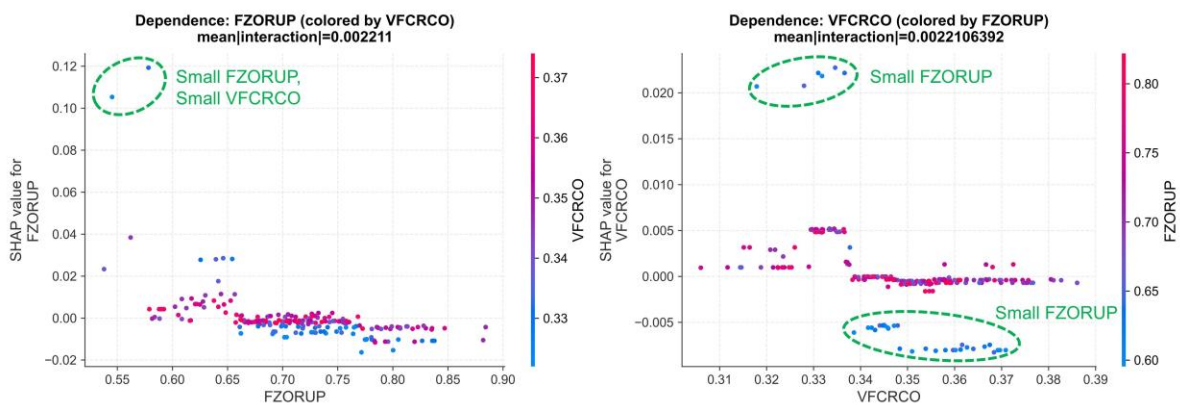 Dependence: FZORUP (colored by VFCRCO)
mean|interaction|=0.002211
0.12
0.10
0.08
0.06
0.04
0.02
0.00
−0.02
SHAP value for
FZORUP
Small FZORUP,
Small VFCRCO
0.55
0.60
0.65
0.70
0.75
0.80
0.85
0.90
FZORUP
0.37
0.36
0.35
0.34
0.33
VFCRCO
Dependence: VFCRCO (colored by FZORUP)
mean|interaction|=0.0022106392
0.020
0.015
0.010
0.005
0.000
−0.005
SHAP value for
VFCRCO
Small FZORUP
Small FZORUP
0.31
0.32
0.33
0.34
0.35
0.36
0.37
0.38
0.39
VFCRCO
0.80
0.75
0.70
0.65
0.60
FZORUP